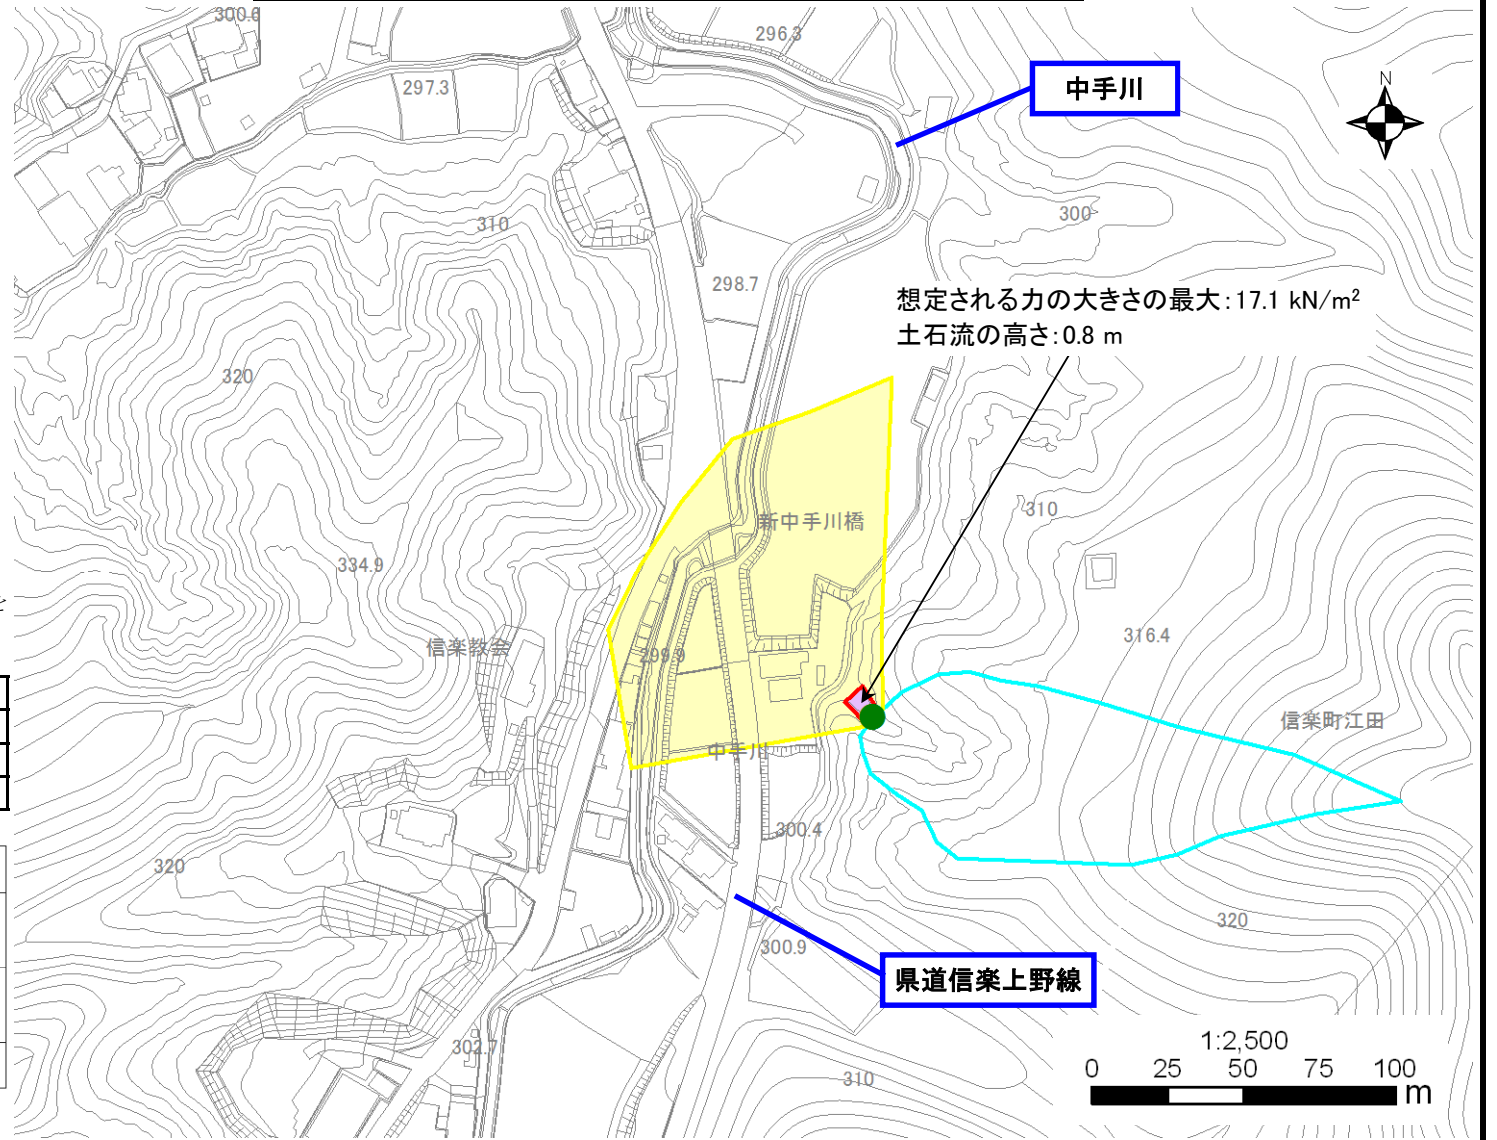 300.6
296.3
297.3
中手川
N
310
300
298.7
想定される力の大きさの最大：17.1 kN/m²
土石流の高さ：0.8 m
320
310
新中手川橋
334.9
を
信楽教会
316.4
299.9
信楽町江田
中手川
300.4
320
320
300.9
県道信楽上野線
302.7
310
1:2,500
0 25 50 75 100
m